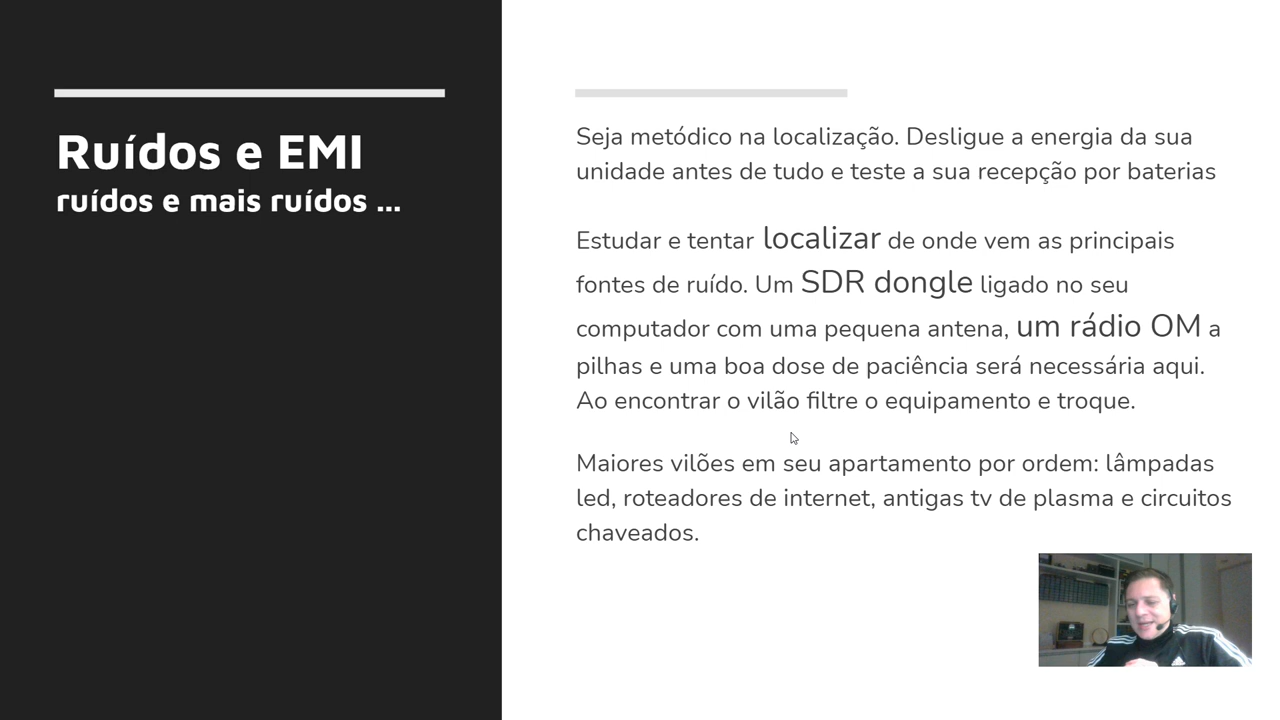 Ruídos e EMI
ruídos e mais ruídos ...
Seja metódico na localização. Desligue a energia da sua
unidade antes de tudo e teste a sua recepção por baterias
Estudar e tentar localizar de onde vem as principais
fontes de ruído. Um SDR dongle ligado no seu
computador com uma pequena antena, um rádio OM a
pilhas e uma boa dose de paciência será necessária aqui.
Ao encontrar o vilão filtre o equipamento e troque.
Maiores vilões em seu apartamento por ordem: lâmpadas
led, roteadores de internet, antigas tv de plasma e circuitos
chaveados.